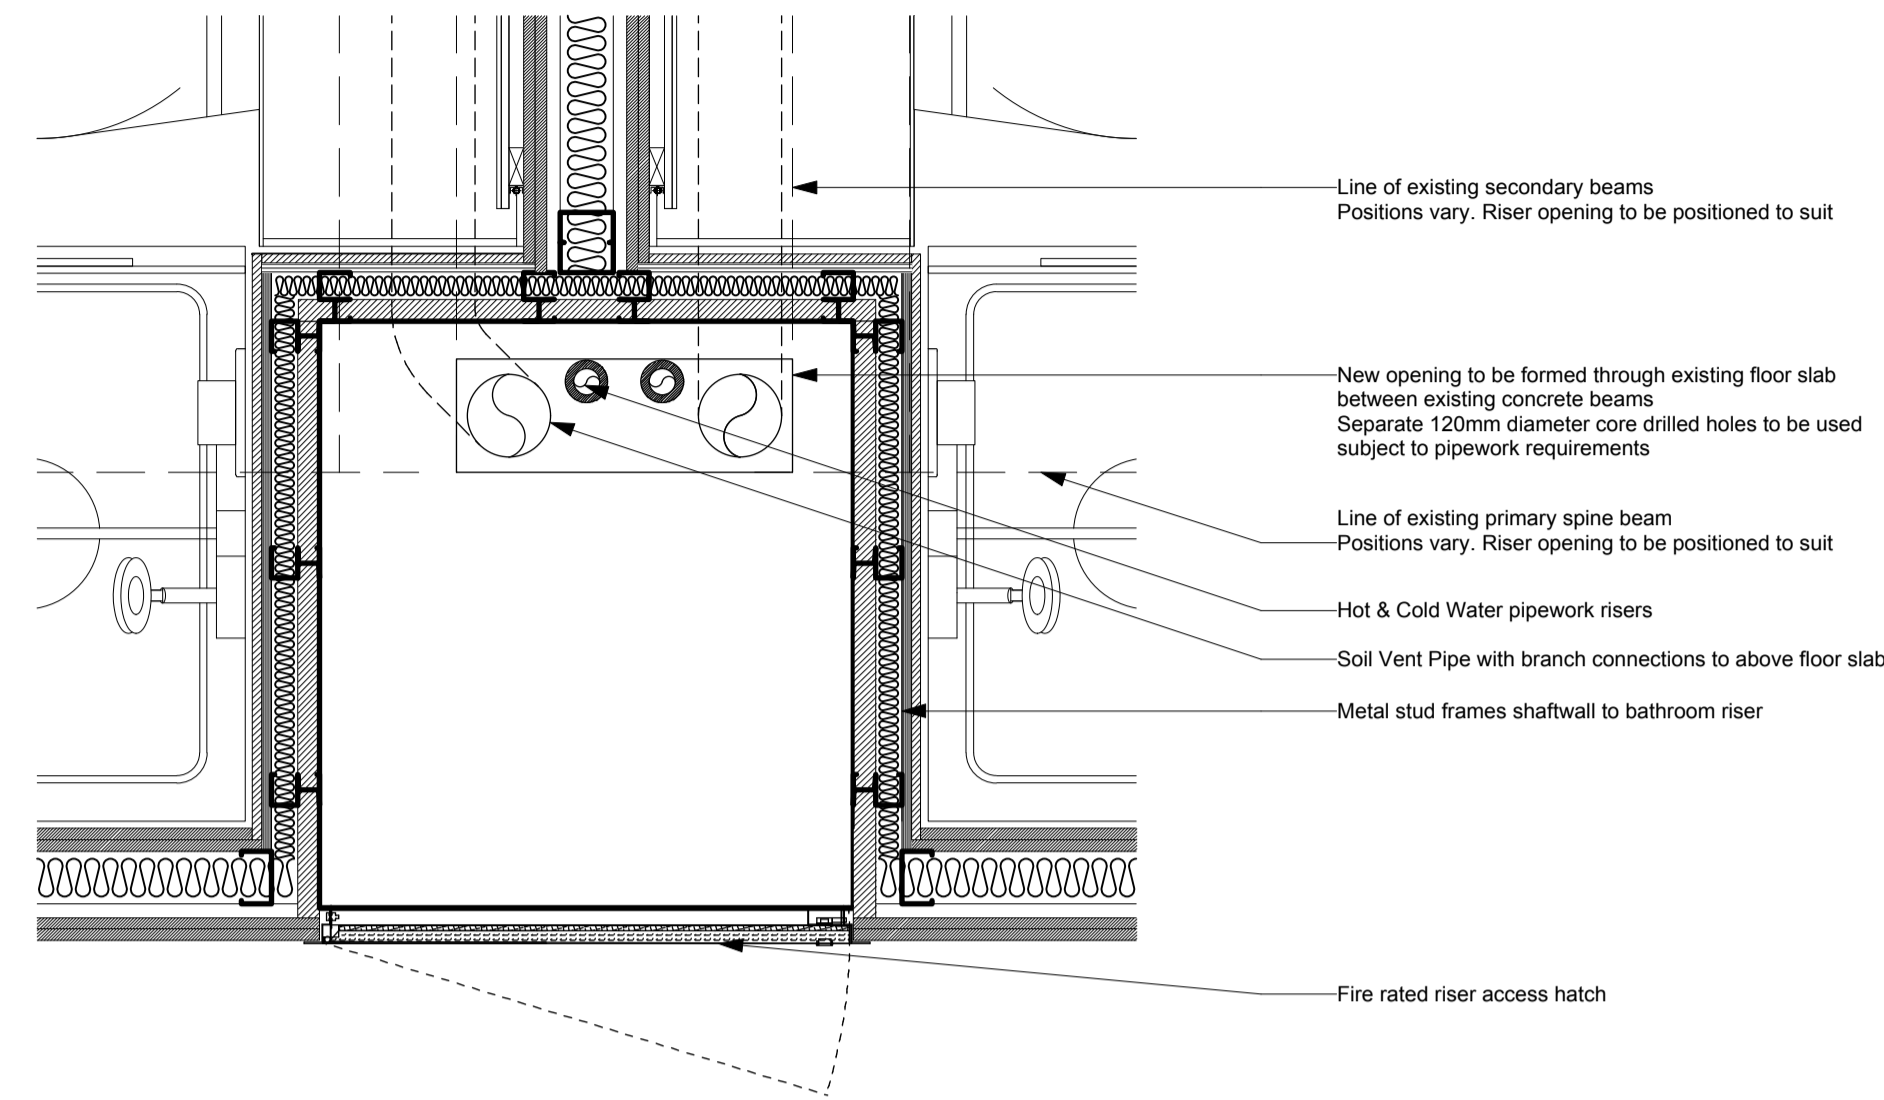 Line of existing secondary beams
Positions vary. Riser opening to be positioned to suit
New opening to be formed through existing floor slab
between existing concrete beams
Separate 120mm diameter core drilled holes to be used
subject to pipework requirements
Line of existing primary spine beam
Positions vary. Riser opening to be positioned to suit
Hot & Cold Water pipework risers
Soil Vent Pipe with branch connections to above floor slab
Metal stud frames shaftwall to bathroom riser
Fire rated riser access hatch